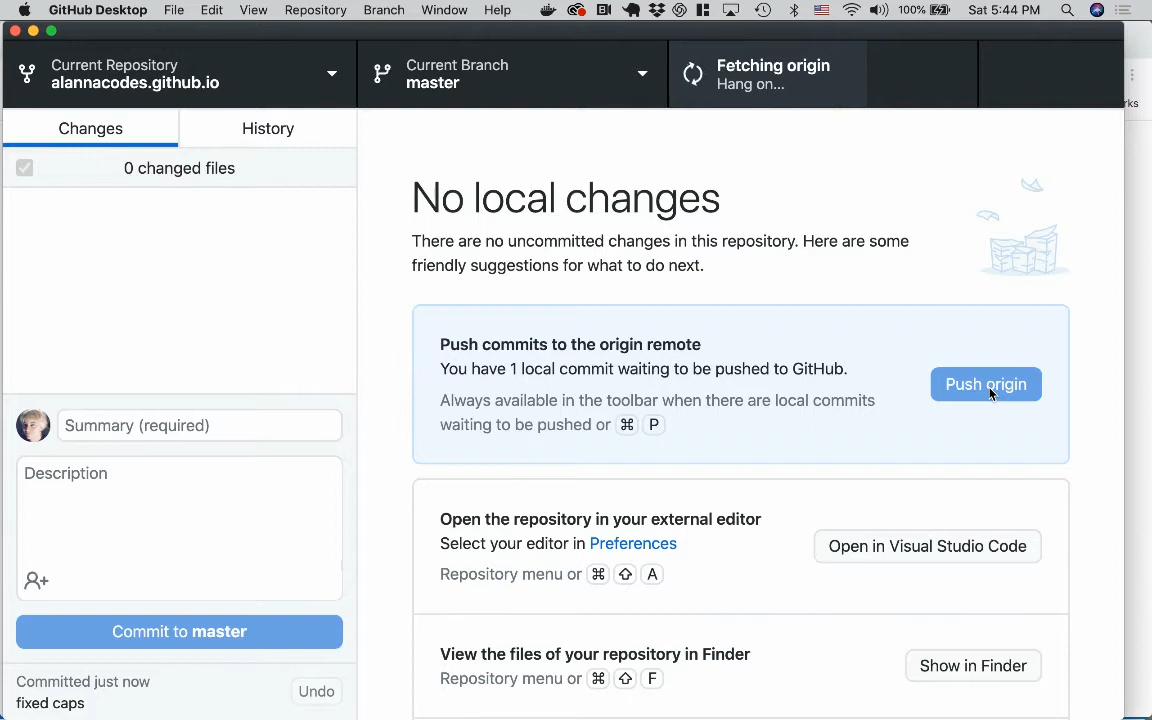 GitHub Desktop File Edit View Repository Branch Window Help 100% Sat 5:44 PM
Current Repository
alannacodes.github.io
Current Branch
master
Fetching origin
Hang on...
rks
Changes History
0 changed files
No local changes
There are no uncommitted changes in this repository. Here are some
friendly suggestions for what to do next.
Push commits to the origin remote
You have 1 local commit waiting to be pushed to GitHub.
Always available in the toolbar when there are local commits
waiting to be pushed or ⌘ P
Push origin
Summary (required)
Description
Commit to master
Committed just now
fixed caps
Undo
Open the repository in your external editor
Select your editor in Preferences
Repository menu or ⌘ ⇧ A
Open in Visual Studio Code
View the files of your repository in Finder
Repository menu or ⌘ ⇧ F
Show in Finder